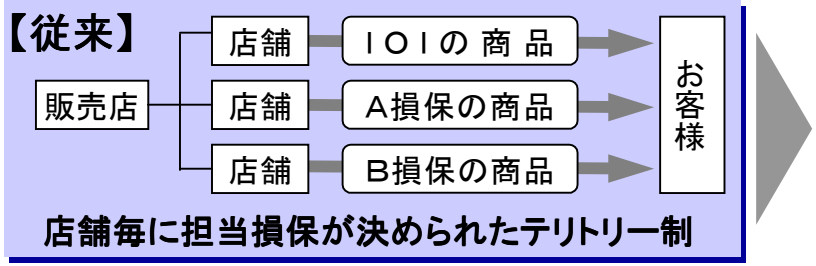 【従来】
店舗
IOIの商品
販売店
店舗
A損保の商品
店舗
B損保の商品
お客様
店舗毎に担当損保が決められたテリトリー制